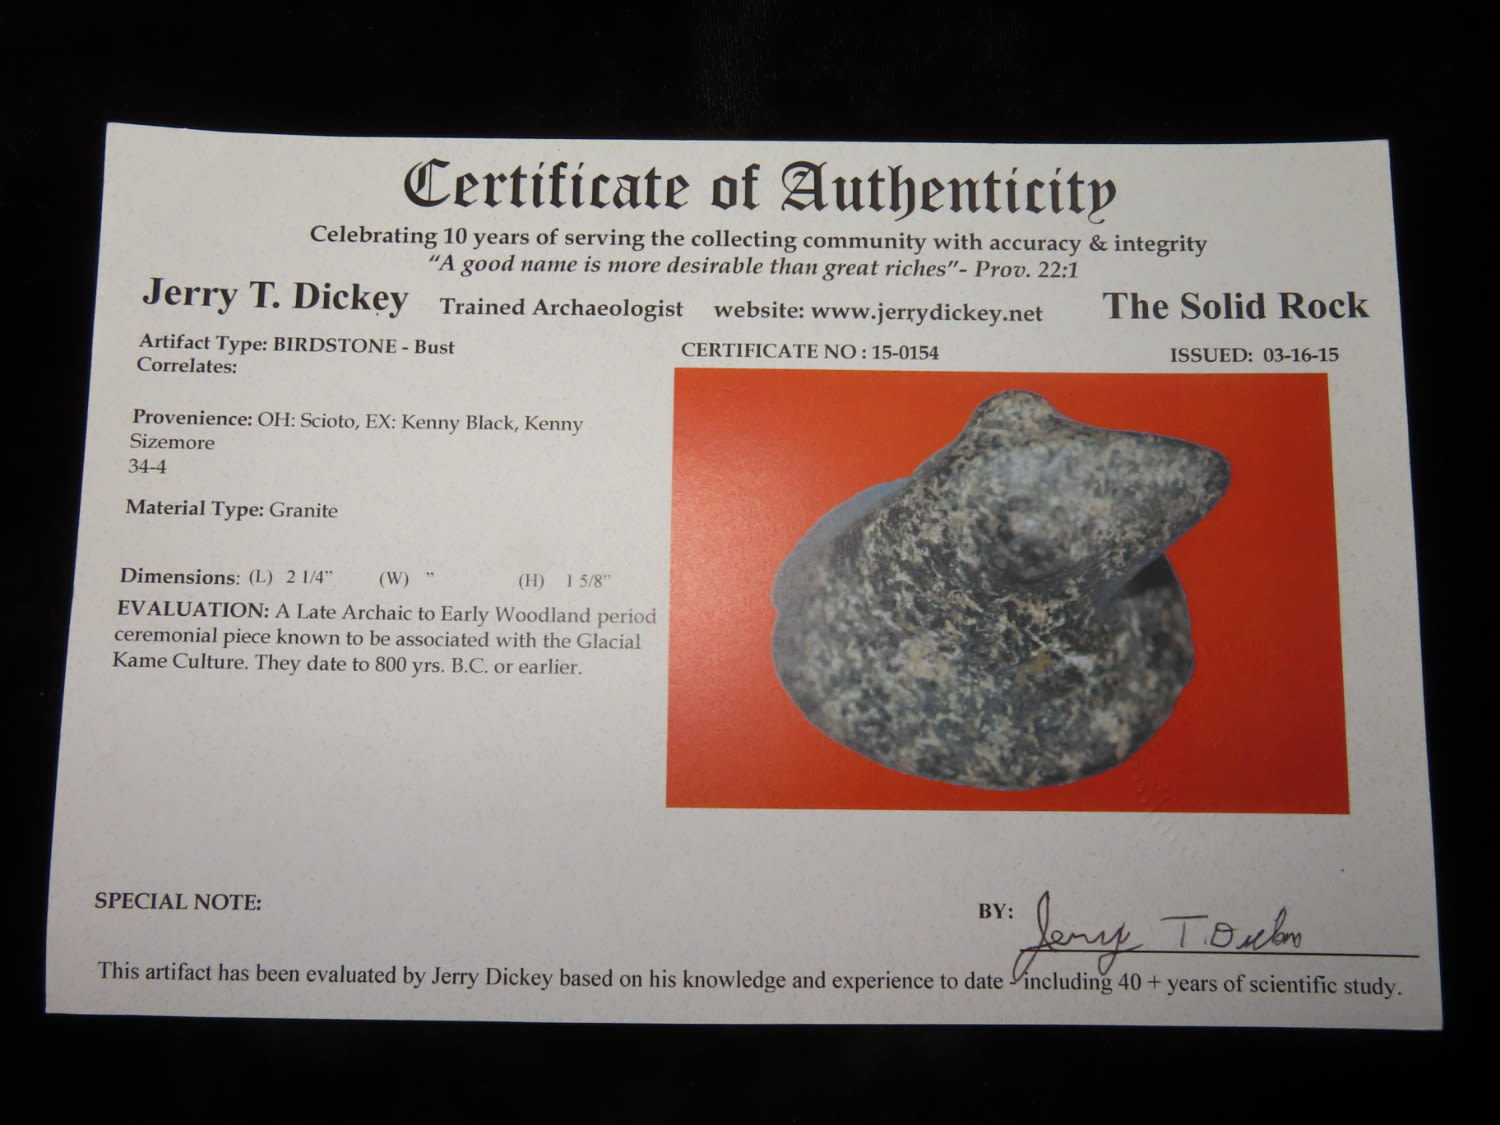 Certificate of Authenticity
Celebrating 10 years of serving the collecting community with accuracy & integrity
“A good name is more desirable than great riches”- Prov. 22:1
Jerry T. Dickey Trained Archaeologist website: www.jerrydickey.net The Solid Rock
Artifact Type: BIRDSTONE - Bust
Correlates:
CERTIFICATE NO : 15-0154 ISSUED: 03-16-15
Provenience: OH: Scioto, EX: Kenny Black, Kenny
Sizemore
34-4
Material Type: Granite
Dimensions: (L) 2 1/4” (W) ” (H) 1 5/8”
EVALUATION: A Late Archaic to Early Woodland period
ceremonial piece known to be associated with the Glacial
Kame Culture. They date to 800 yrs. B.C. or earlier.
SPECIAL NOTE:
BY: Jerry T. Dickey
This artifact has been evaluated by Jerry Dickey based on his knowledge and experience to date - including 40 + years of scientific study.